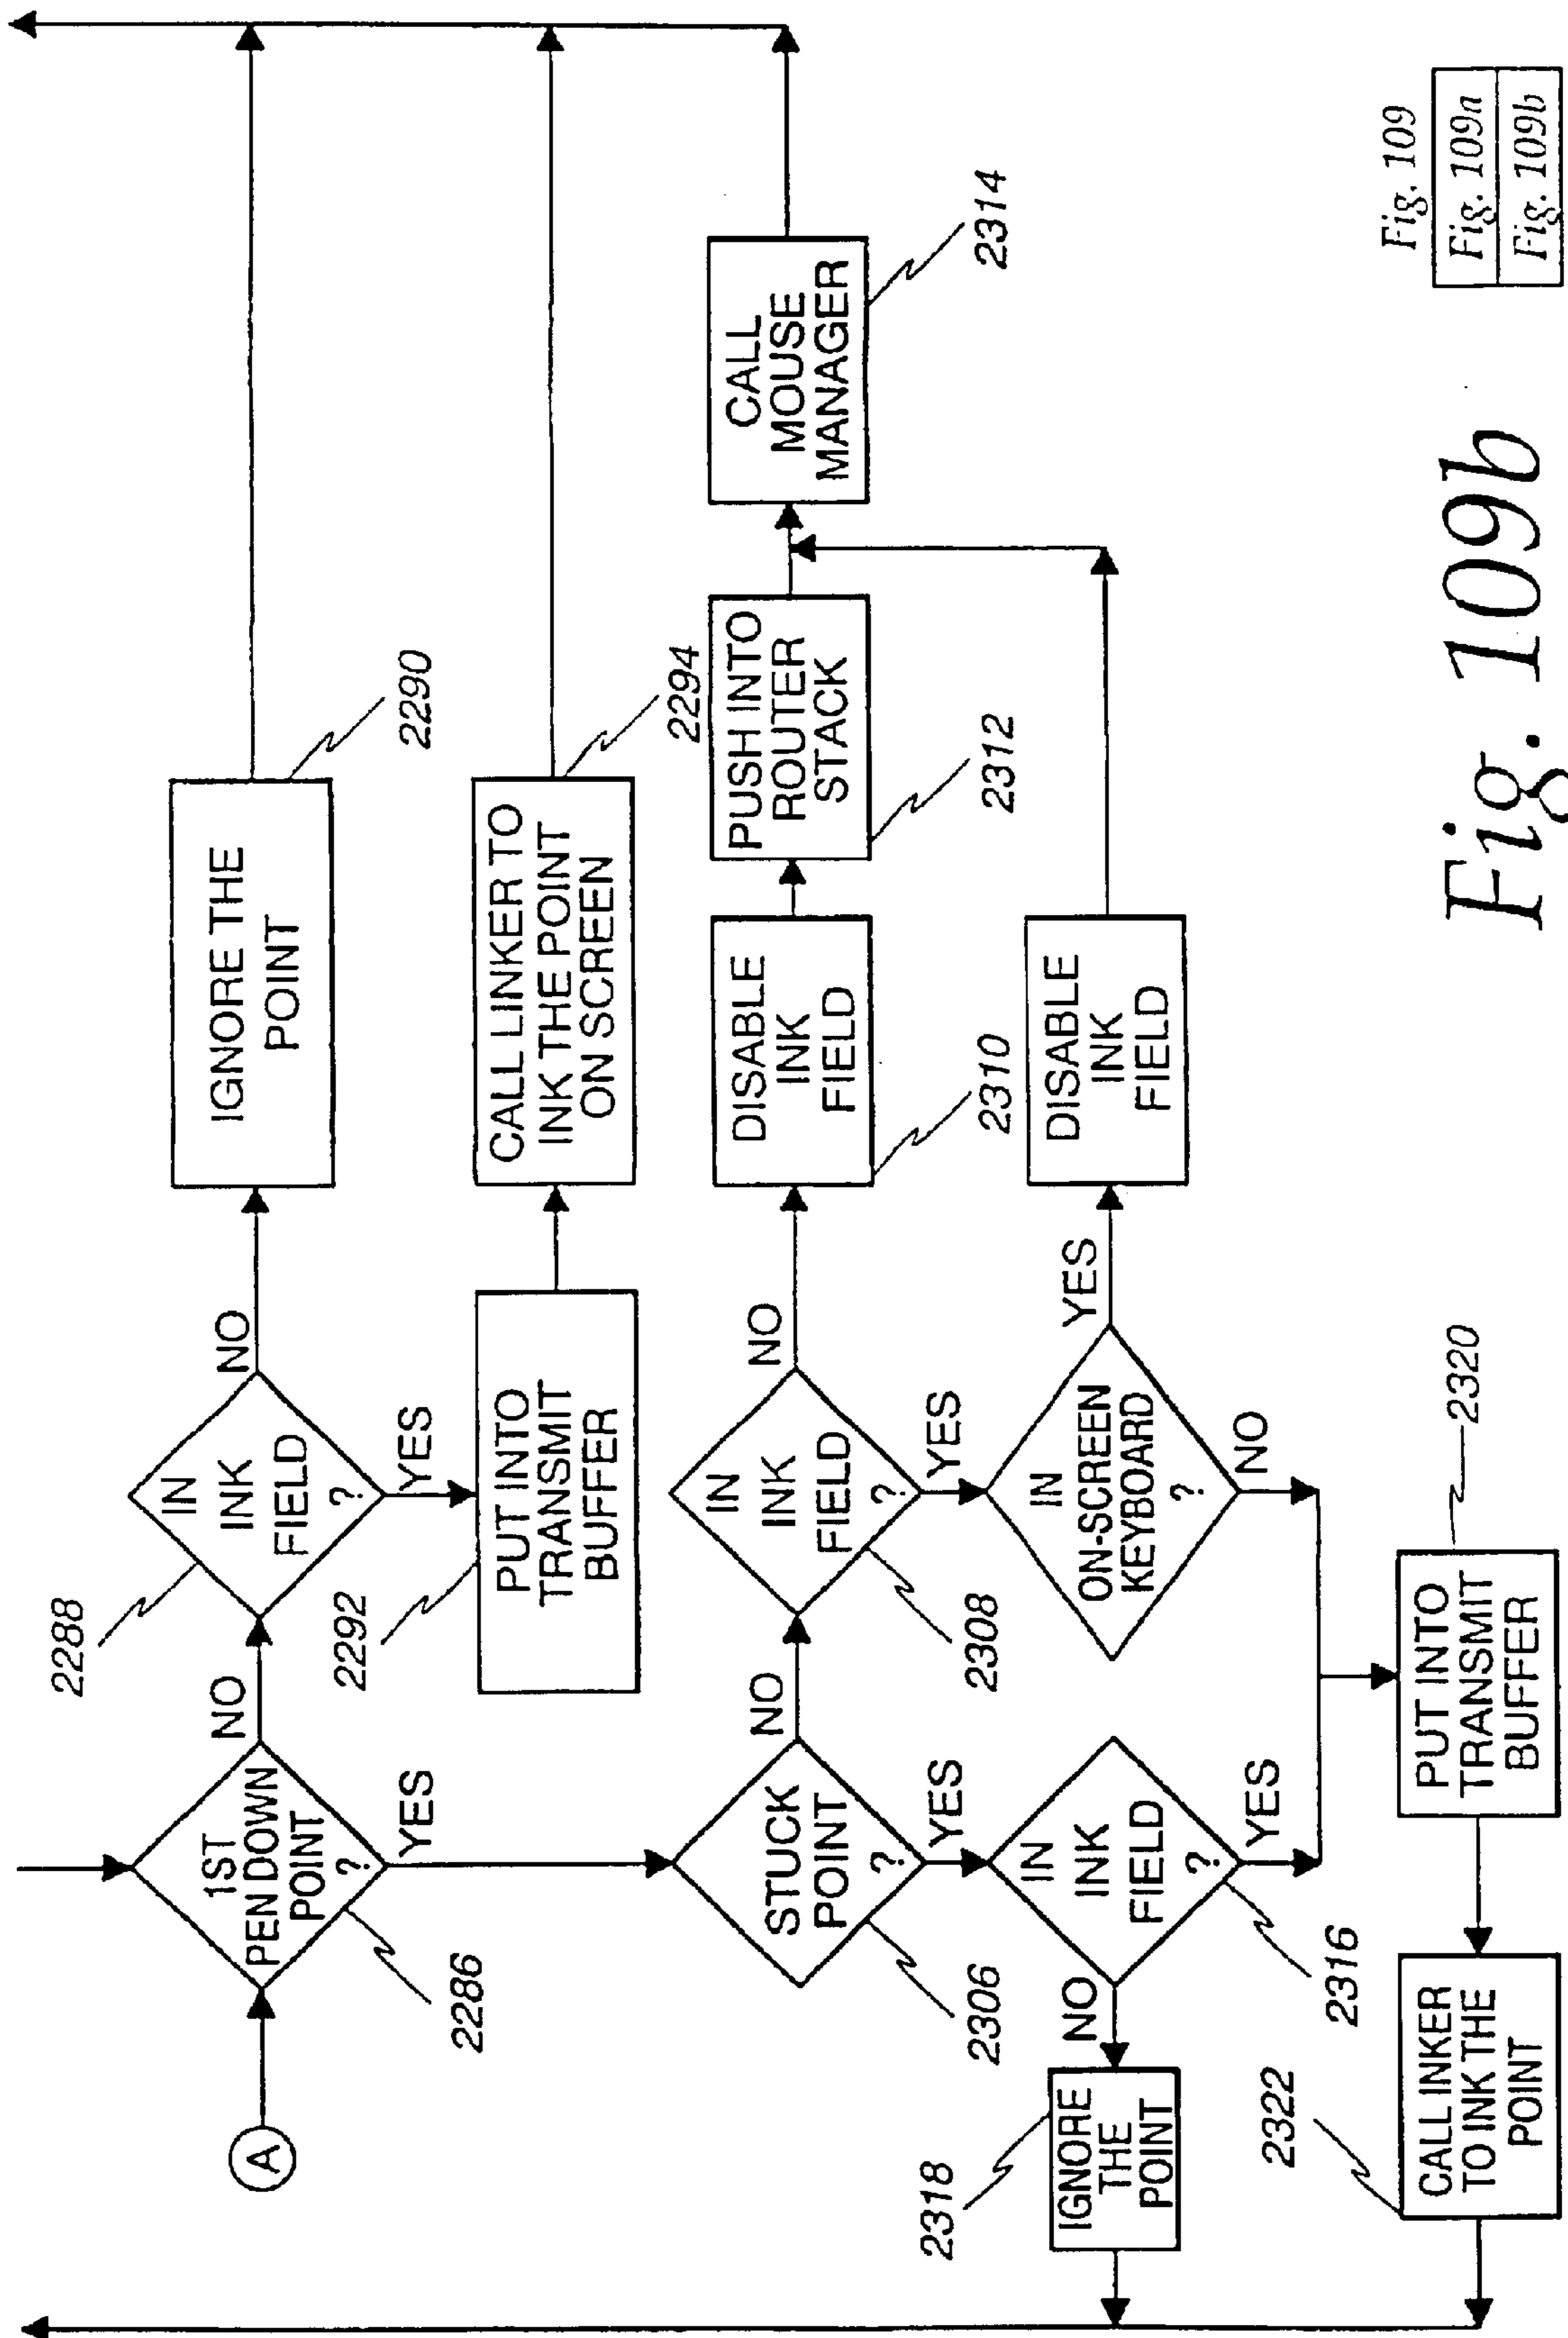 A
1ST
PEN DOWN
POINT
?
2286
NO
YES
IN
INK
FIELD
?
2288
NO
YES
IGNORE THE
POINT
2290
PUT INTO
TRANSMIT
BUFFER
2292
CALL LINKER TO
INK THE POINT
ON SCREEN
2294
STUCK
POINT
?
2306
NO
YES
IN
INK
FIELD
?
2308
NO
YES
DISABLE
INK
FIELD
2310
PUSH INTO
ROUTER
STACK
2312
CALL
MOUSE
MANAGER
2314
IGNORE
THE
POINT
2318
NO
IN
INK
FIELD
?
2316
YES
IN
ON-SCREEN
KEYBOARD
?
YES
NO
DISABLE
INK
FIELD
CALL INKER
TO INK THE
POINT
2322
PUT INTO
TRANSMIT
BUFFER
2320
Fig. 109b
Fig. 109
Fig. 109a
Fig. 109b